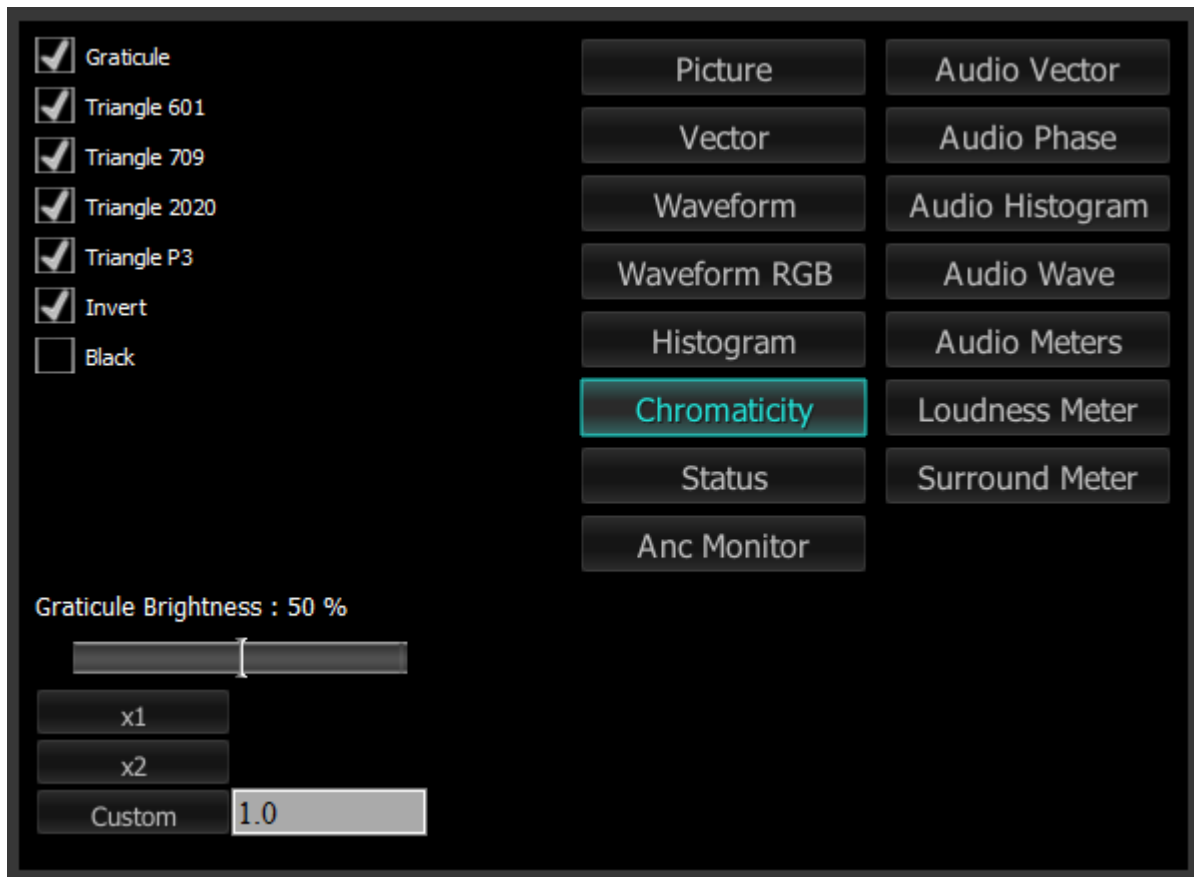 Graticule
Triangle 601
Triangle 709
Triangle 2020
Triangle P3
Invert
Black
Picture
Vector
Waveform
Waveform RGB
Histogram
Chromaticity
Status
Anc Monitor
Audio Vector
Audio Phase
Audio Histogram
Audio Wave
Audio Meters
Loudness Meter
Surround Meter
Graticule Brightness : 50 %
x1
x2
Custom 1.0